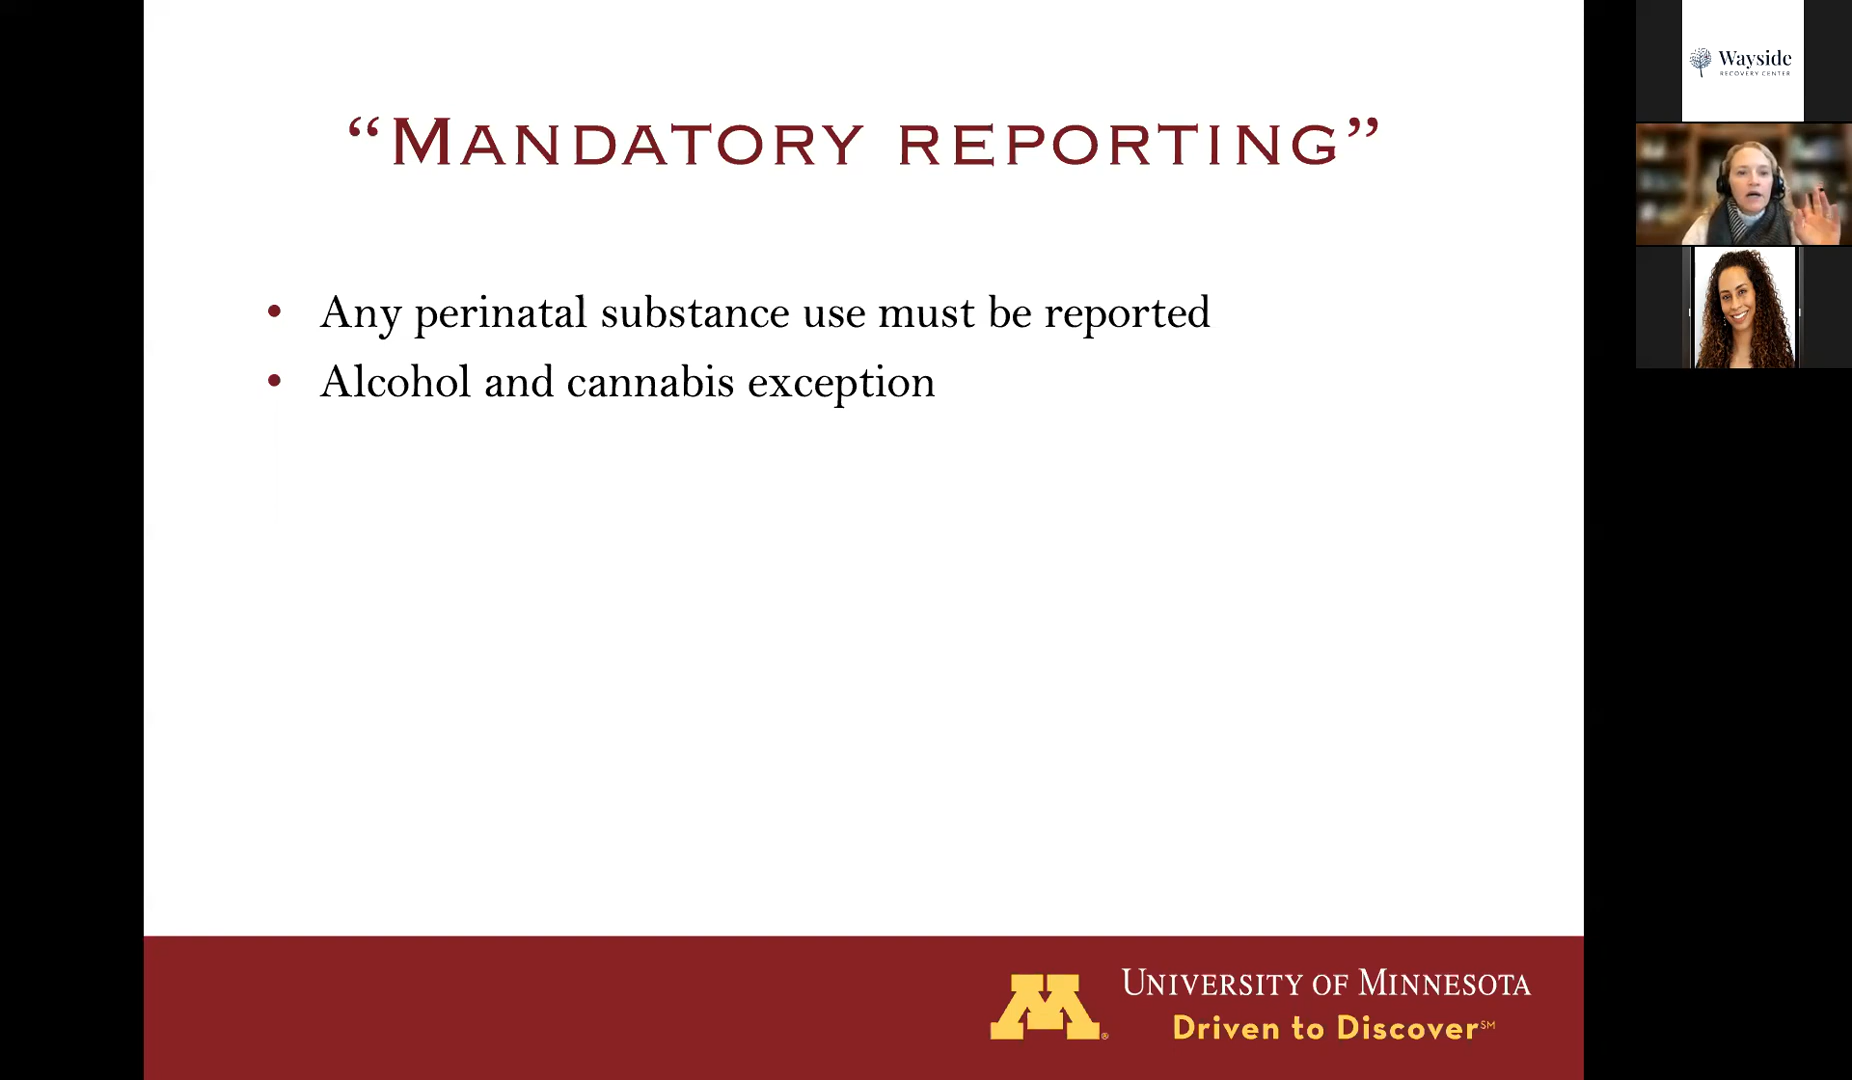 “MANDATORY REPORTING”
• Any perinatal substance use must be reported
• Alcohol and cannabis exception
UNIVERSITY OF MINNESOTA
Driven to Discover℠
M®
Wayside
RECOVERY CENTER